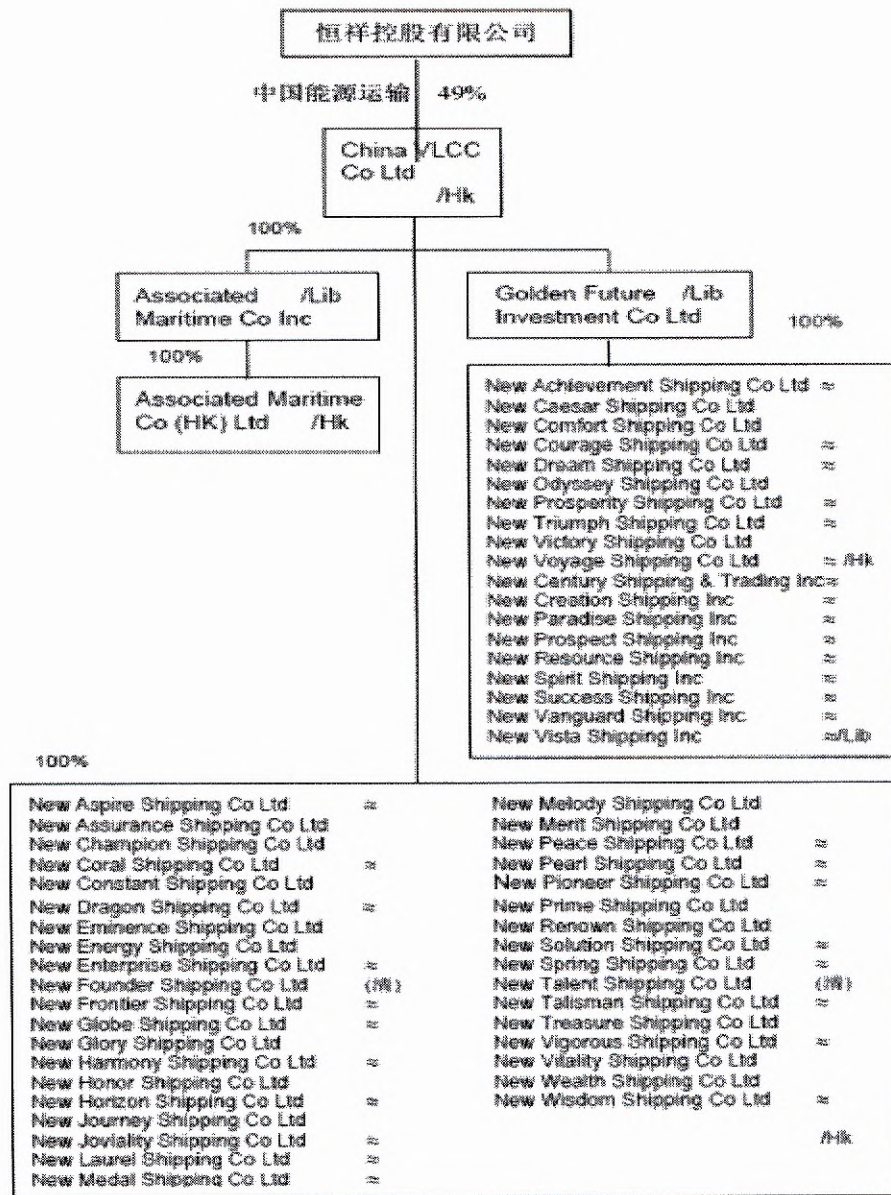 恒祥控股有限公司
中国能源运输 49%
China VLCC
Co Ltd
/Hk
100%
Associated /Lib
Maritime Co Inc
Golden Future /Lib
Investment Co Ltd
100%
100%
Associated Maritime
Co (HK) Ltd /Hk
New Achievement Shipping Co Ltd ≈
New Caesar Shipping Co Ltd
New Comfort Shipping Co Ltd
New Courage Shipping Co Ltd ≈
New Dream Shipping Co Ltd ≈
New Odyssey Shipping Co Ltd
New Prosperity Shipping Co Ltd ≈
New Triumph Shipping Co Ltd ≈
New Victory Shipping Co Ltd
New Voyage Shipping Co Ltd ≈ /Hk
New Century Shipping & Trading Inc≈
New Creation Shipping Inc ≈
New Paradise Shipping Inc ≈
New Prospect Shipping Inc ≈
New Resource Shipping Inc ≈
New Spirit Shipping Inc ≈
New Success Shipping Inc ≈
New Vanguard Shipping Inc ≈
New Vista Shipping Inc ≈/Lib
100%
New Aspire Shipping Co Ltd ≈
New Assurance Shipping Co Ltd
New Champion Shipping Co Ltd
New Coral Shipping Co Ltd ≈
New Constant Shipping Co Ltd
New Dragon Shipping Co Ltd ≈
New Eminence Shipping Co Ltd
New Energy Shipping Co Ltd
New Enterprise Shipping Co Ltd ≈
New Founder Shipping Co Ltd
New Frontier Shipping Co Ltd ≈
New Globe Shipping Co Ltd ≈
New Glory Shipping Co Ltd
New Harmony Shipping Co Ltd ≈
New Honor Shipping Co Ltd
New Horizon Shipping Co Ltd ≈
New Journey Shipping Co Ltd
New Joviality Shipping Co Ltd ≈
New Laurel Shipping Co Ltd ≈
New Medal Shipping Co Ltd ≈
New Melody Shipping Co Ltd
New Merit Shipping Co Ltd
New Peace Shipping Co Ltd ≈
New Pearl Shipping Co Ltd ≈
New Pioneer Shipping Co Ltd ≈
New Prime Shipping Co Ltd
New Renown Shipping Co Ltd
New Solution Shipping Co Ltd ≈
New Spring Shipping Co Ltd ≈
New Talent Shipping Co Ltd
New Talisman Shipping Co Ltd ≈
New Treasure Shipping Co Ltd
New Vigorous Shipping Co Ltd ≈
New Vitality Shipping Co Ltd
New Wealth Shipping Co Ltd
New Wisdom Shipping Co Ltd ≈
/Hk